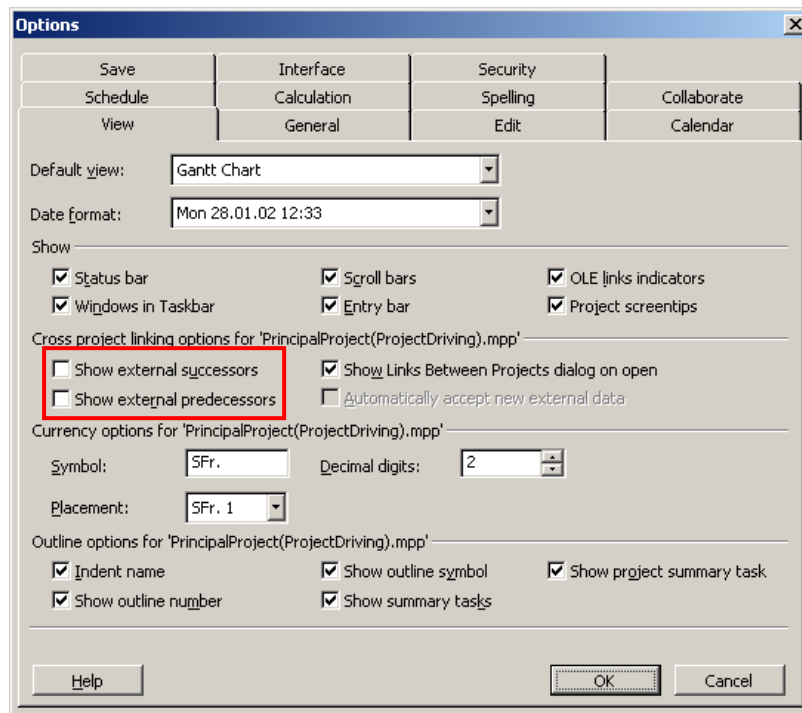 Options
Save Interface Security
Schedule Calculation Spelling Collaborate
View General Edit Calendar
Default view: Gantt Chart
Date format: Mon 28.01.02 12:33
Show
Status bar Scroll bars OLE links indicators
Windows in Taskbar Entry bar Project screentips
Cross project linking options for 'PrincipalProject(ProjectDriving).mpp'
Show external successors Show Links Between Projects dialog on open
Show external predecessors Automatically accept new external data
Currency options for 'PrincipalProject(ProjectDriving).mpp'
Symbol: SFr. Decimal digits: 2
Placement: SFr. 1
Outline options for 'PrincipalProject(ProjectDriving).mpp'
Indent name Show outline symbol Show project summary task
Show outline number Show summary tasks
Help OK Cancel